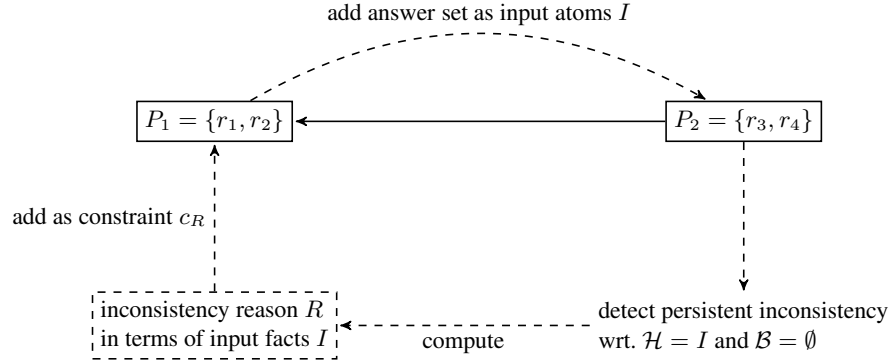 add answer set as input atoms I
P₁ = {r₁, r₂}
P₂ = {r₃, r₄}
add as constraint c_R
inconsistency reason R
in terms of input facts I
compute
detect persistent inconsistency
wrt. ℋ = I and ℬ = ∅